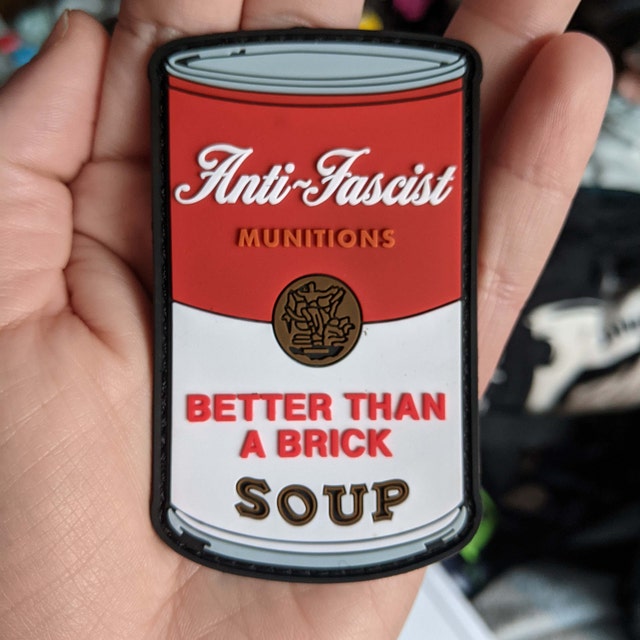 Anti-Fascist
MUNITIONS
BETTER THAN
A BRICK
SOUP